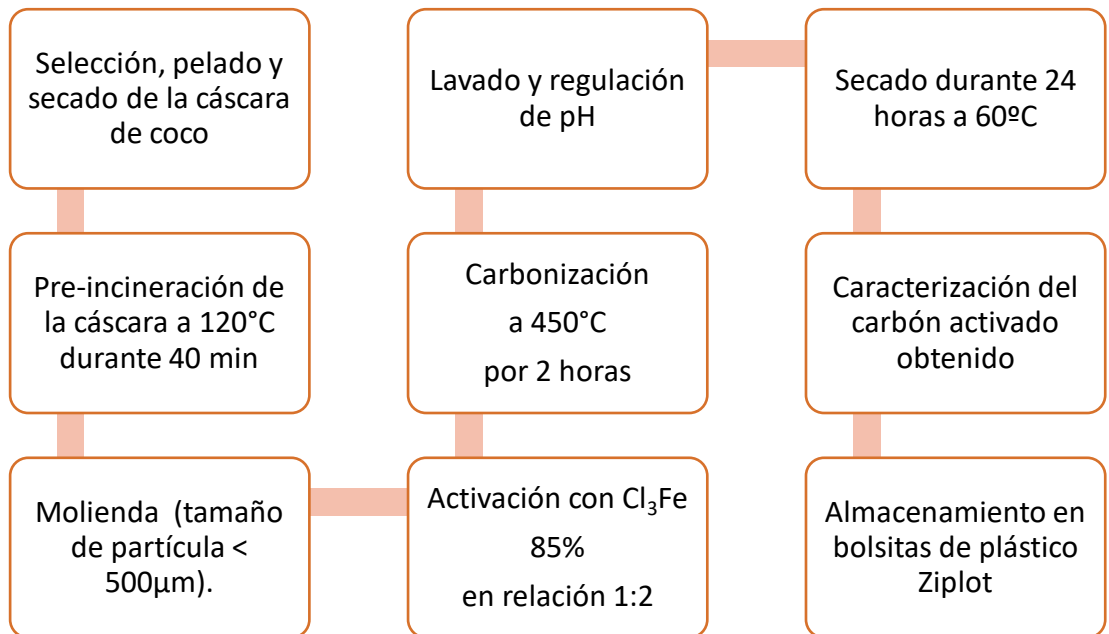 Selección, pelado y
secado de la cáscara
de coco
Pre-incineración de
la cáscara a 120°C
durante 40 min
Molienda (tamaño
de partícula <
500µm).
Activación con Cl₃Fe
85%
en relación 1:2
Carbonización
a 450°C
por 2 horas
Lavado y regulación
de pH
Secado durante 24
horas a 60ºC
Caracterización del
carbón activado
obtenido
Almacenamiento en
bolsitas de plástico
Ziplot